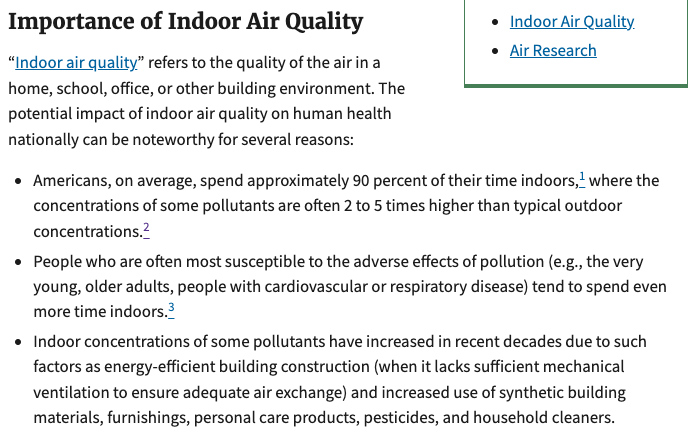 Importance of Indoor Air Quality
“Indoor air quality” refers to the quality of the air in a
home, school, office, or other building environment. The
potential impact of indoor air quality on human health
nationally can be noteworthy for several reasons:
• Indoor Air Quality
• Air Research
• Americans, on average, spend approximately 90 percent of their time indoors,1 where the
concentrations of some pollutants are often 2 to 5 times higher than typical outdoor
concentrations.2
• People who are often most susceptible to the adverse effects of pollution (e.g., the very
young, older adults, people with cardiovascular or respiratory disease) tend to spend even
more time indoors.3
• Indoor concentrations of some pollutants have increased in recent decades due to such
factors as energy-efficient building construction (when it lacks sufficient mechanical
ventilation to ensure adequate air exchange) and increased use of synthetic building
materials, furnishings, personal care products, pesticides, and household cleaners.